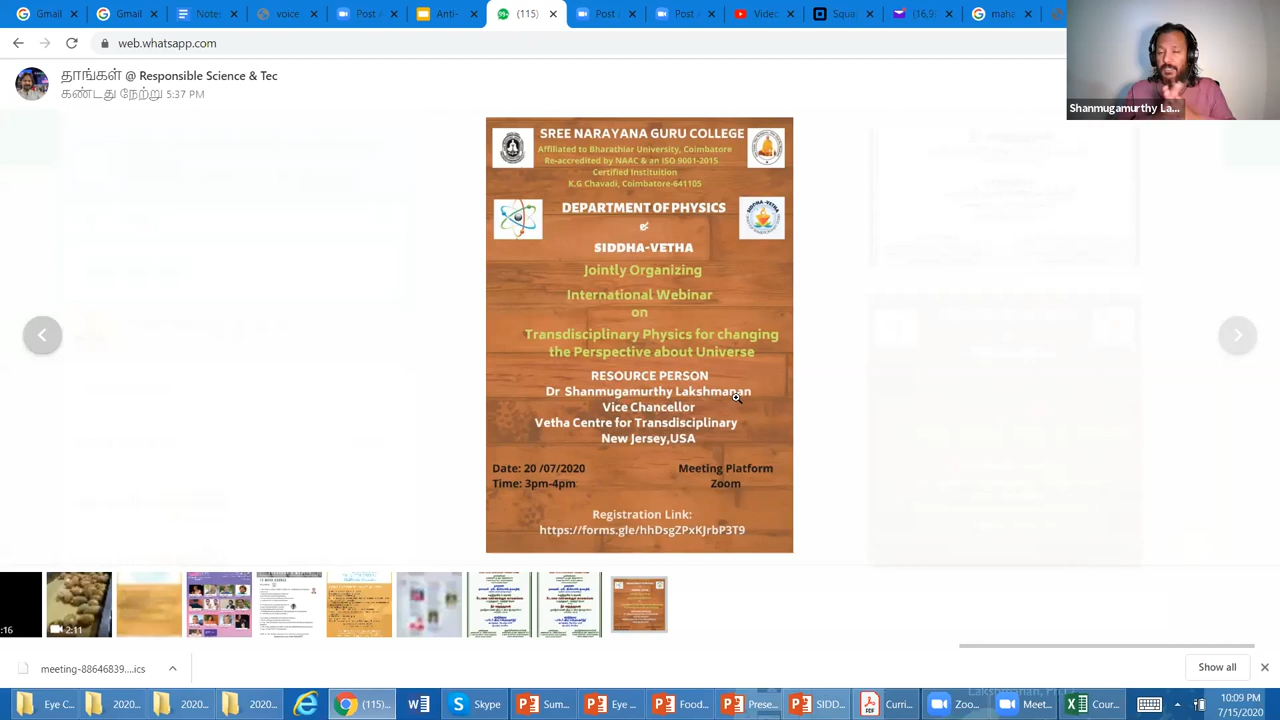 Gmail
Gmail
Notes
voice
Post A
Anti-
(115)
Post
Post
Video
Squa
(16,9
maha
web.whatsapp.com
Shanmugamurthy La...
தாங்கள் @ Responsible Science & Tec
கண்டது நேற்று 5:37 PM
SREE NARAYANA GURU COLLEGE
Affiliated to Bharathiar University, Coimbatore
Re-accredited by NAAC & an ISO 9001-2015
Certified Instituition
K.G.Chavadi, Coimbatore-641105
SIDDHA-VETHA
DEPARTMENT OF PHYSICS
&
SIDDHA-VETHA
Jointly Organizing
International Webinar
on
Transdisciplinary Physics for changing
the Perspective about Universe
RESOURCE PERSON
Dr Shanmugamurthy Lakshmanan
Vice Chancellor
Vetha Centre for Transdisciplinary
New Jersey,USA
Date: 20 /07/2020
Meeting Platform
Time: 3pm-4pm
Zoom
Registration Link:
https://forms.gle/hhDsgZPxKJrbP3T9
:16
2:11
meeting-88646839....ics
Show all
Eye C...
2020...
2020...
2020...
(115)...
Skype
Sum...
Eye ...
Food...
Prese...
SIDD...
Curri...
Zoo...
Meet...
Cour...
10:09 PM
7/15/2020